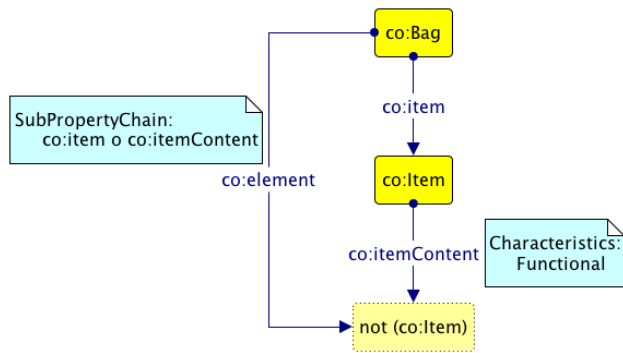 co:Bag
co:item
SubPropertyChain:
co:item o co:itemContent
co:element
co:Item
co:itemContent
Characteristics:
Functional
not (co:Item)